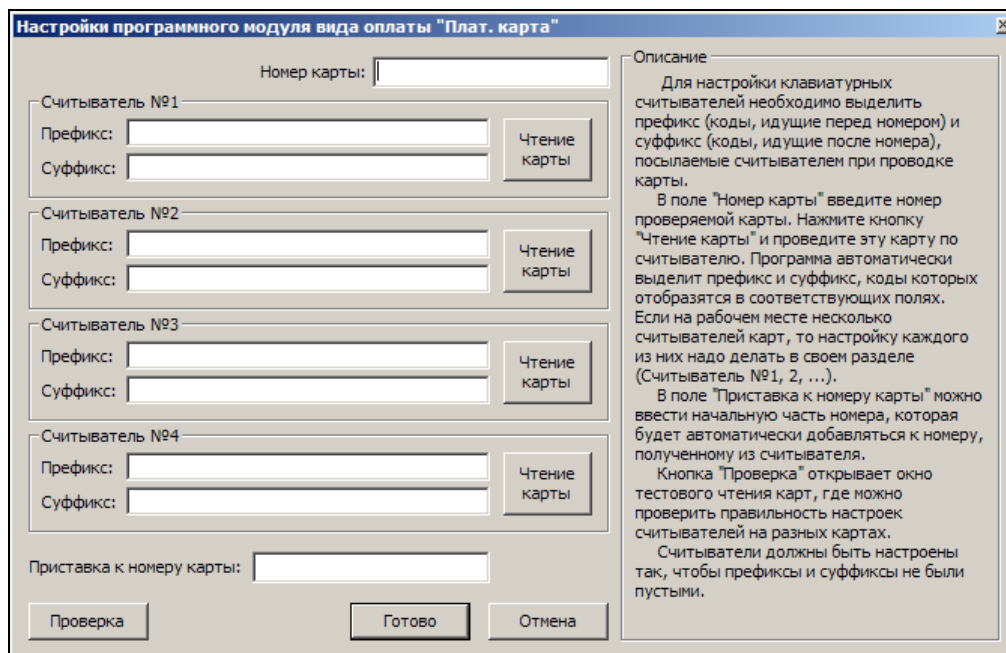 Настройки программного модуля вида оплаты "Плат. карта"
Номер карты:
Считыватель №1
Префикс:
Суффикс:
Чтение
карты
Считыватель №2
Префикс:
Суффикс:
Чтение
карты
Считыватель №3
Префикс:
Суффикс:
Чтение
карты
Считыватель №4
Префикс:
Суффикс:
Чтение
карты
Приставка к номеру карты:
Проверка
Готово
Отмена
Описание
Для настройки клавиатурных
считывателей необходимо выделить
префикс (коды, идущие перед номером) и
суффикс (коды, идущие после номера),
посылаемые считывателем при проводке
карты.
В поле "Номер карты" введите номер
проверяемой карты. Нажмите кнопку
"Чтение карты" и проведите эту карту по
считывателю. Программа автоматически
выделит префикс и суффикс, коды которых
отобразятся в соответствующих полях.
Если на рабочем месте несколько
считывателей карт, то настройку каждого
из них надо делать в своем разделе
(Считыватель №1, 2, ...).
В поле "Приставка к номеру карты" можно
ввести начальную часть номера, которая
будет автоматически добавляться к номеру,
полученному из считывателя.
Кнопка "Проверка" открывает окно
тестового чтения карт, где можно
проверить правильность настроек
считывателей на разных картах.
Считыватели должны быть настроены
так, чтобы префиксы и суффиксы не были
пустыми.